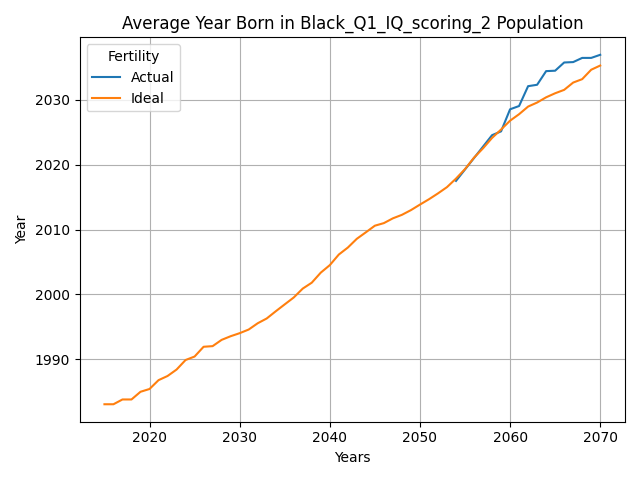 Average Year Born in Black_Q1_IQ_scoring_2 Population
Fertility
Actual
Ideal
Year
2030
2020
2010
2000
1990
2020 2030 2040 2050 2060 2070
Years